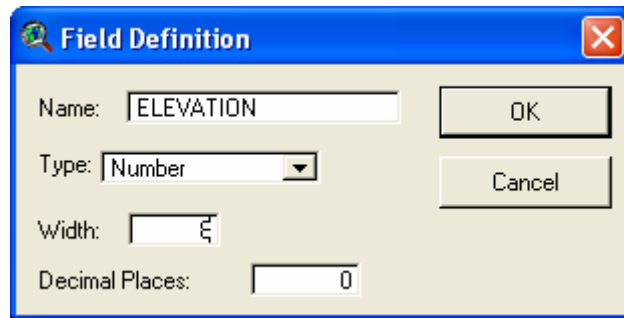 Field Definition
Name: ELEVATION
OK
Type: Number
Cancel
Width:
Decimal Places: 0